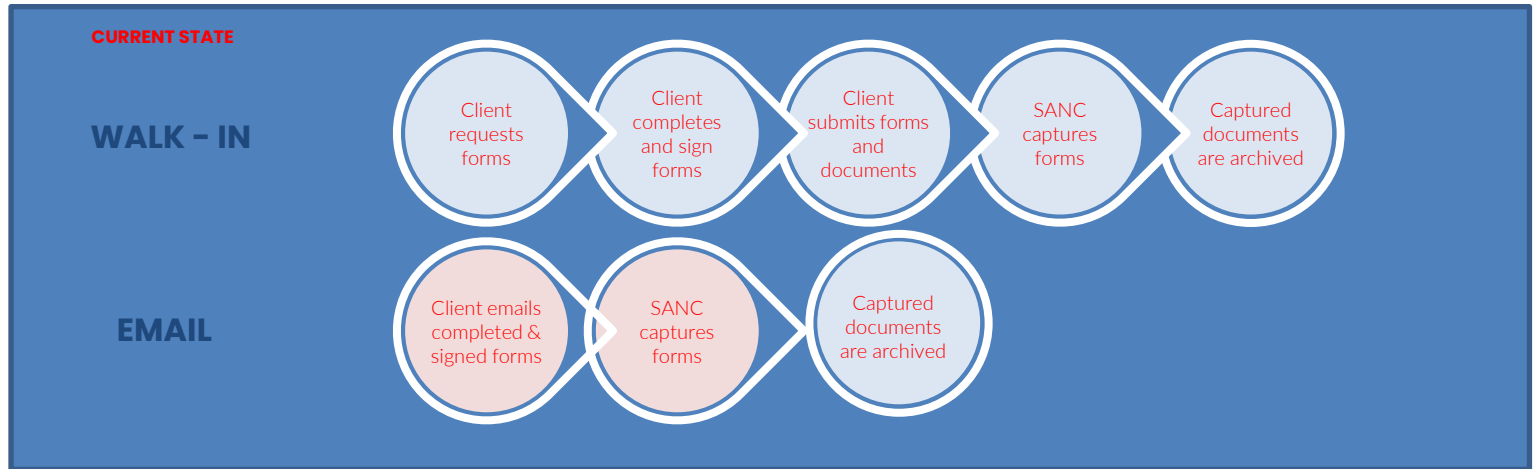 CURRENT STATE
WALK - IN
Client
requests
forms
Client
completes
and sign
forms
Client
submits forms
and
documents
SANC
captures
forms
Captured
documents
are archived
EMAIL
Client emails
completed &
signed forms
SANC
captures
forms
Captured
documents
are archived